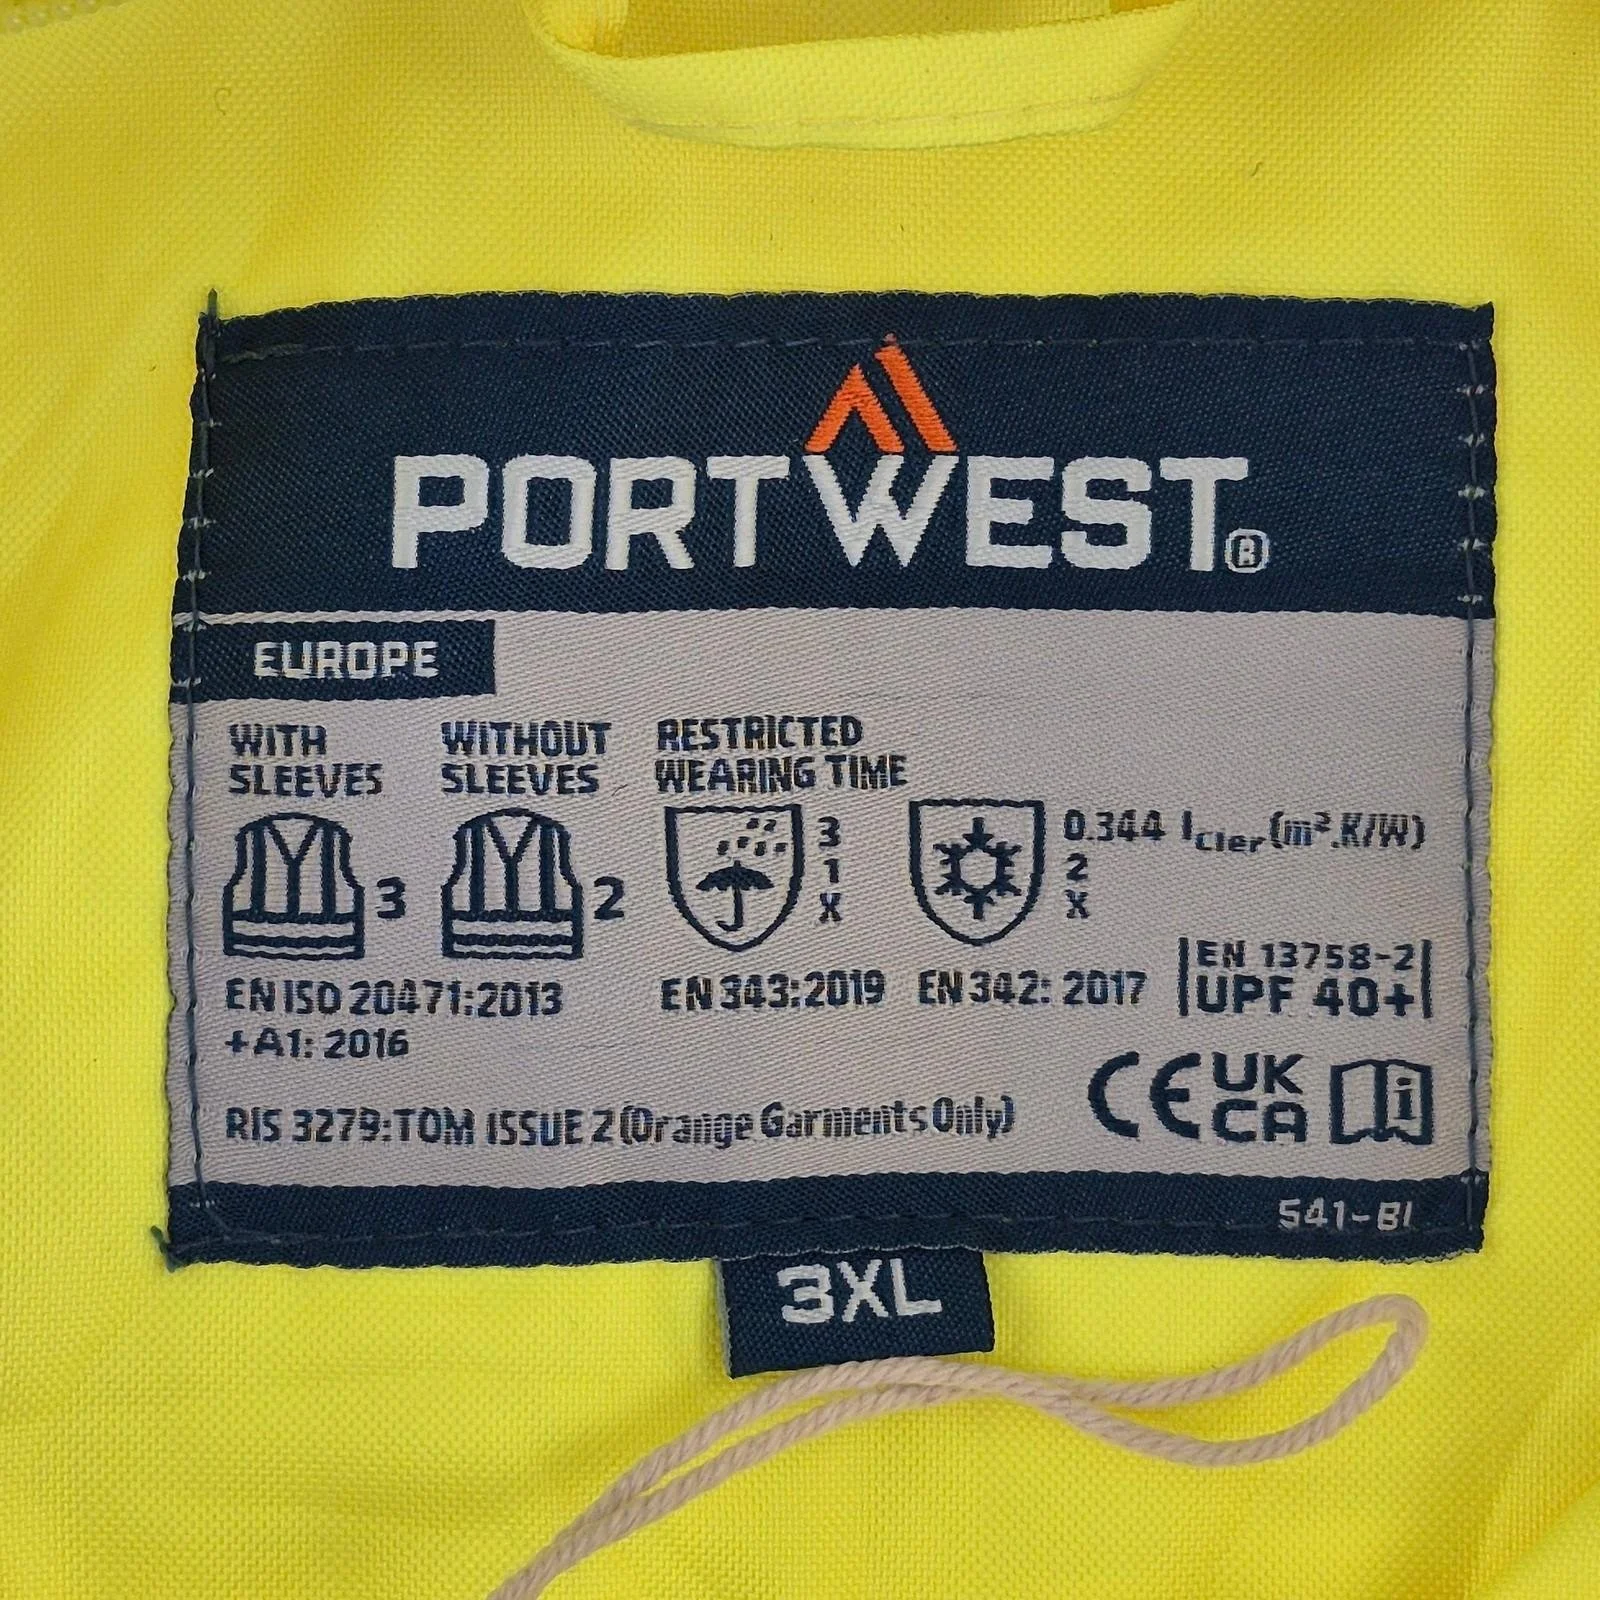 PORTWEST®
EUROPE
WITH
SLEEVES
WITHOUT
SLEEVES
RESTRICTED
WEARING TIME
3
2
3
1
X
0.344 Icler (m².K/W)
2
X
EN ISO 20471:2013
+A1: 2016
EN 343:2019
EN 342: 2017
EN 13758-2
UPF 40+
RIS 3279:TOM ISSUE 2 (Orange Garments Only)
CE
UK
CA
i
541-BI
3XL